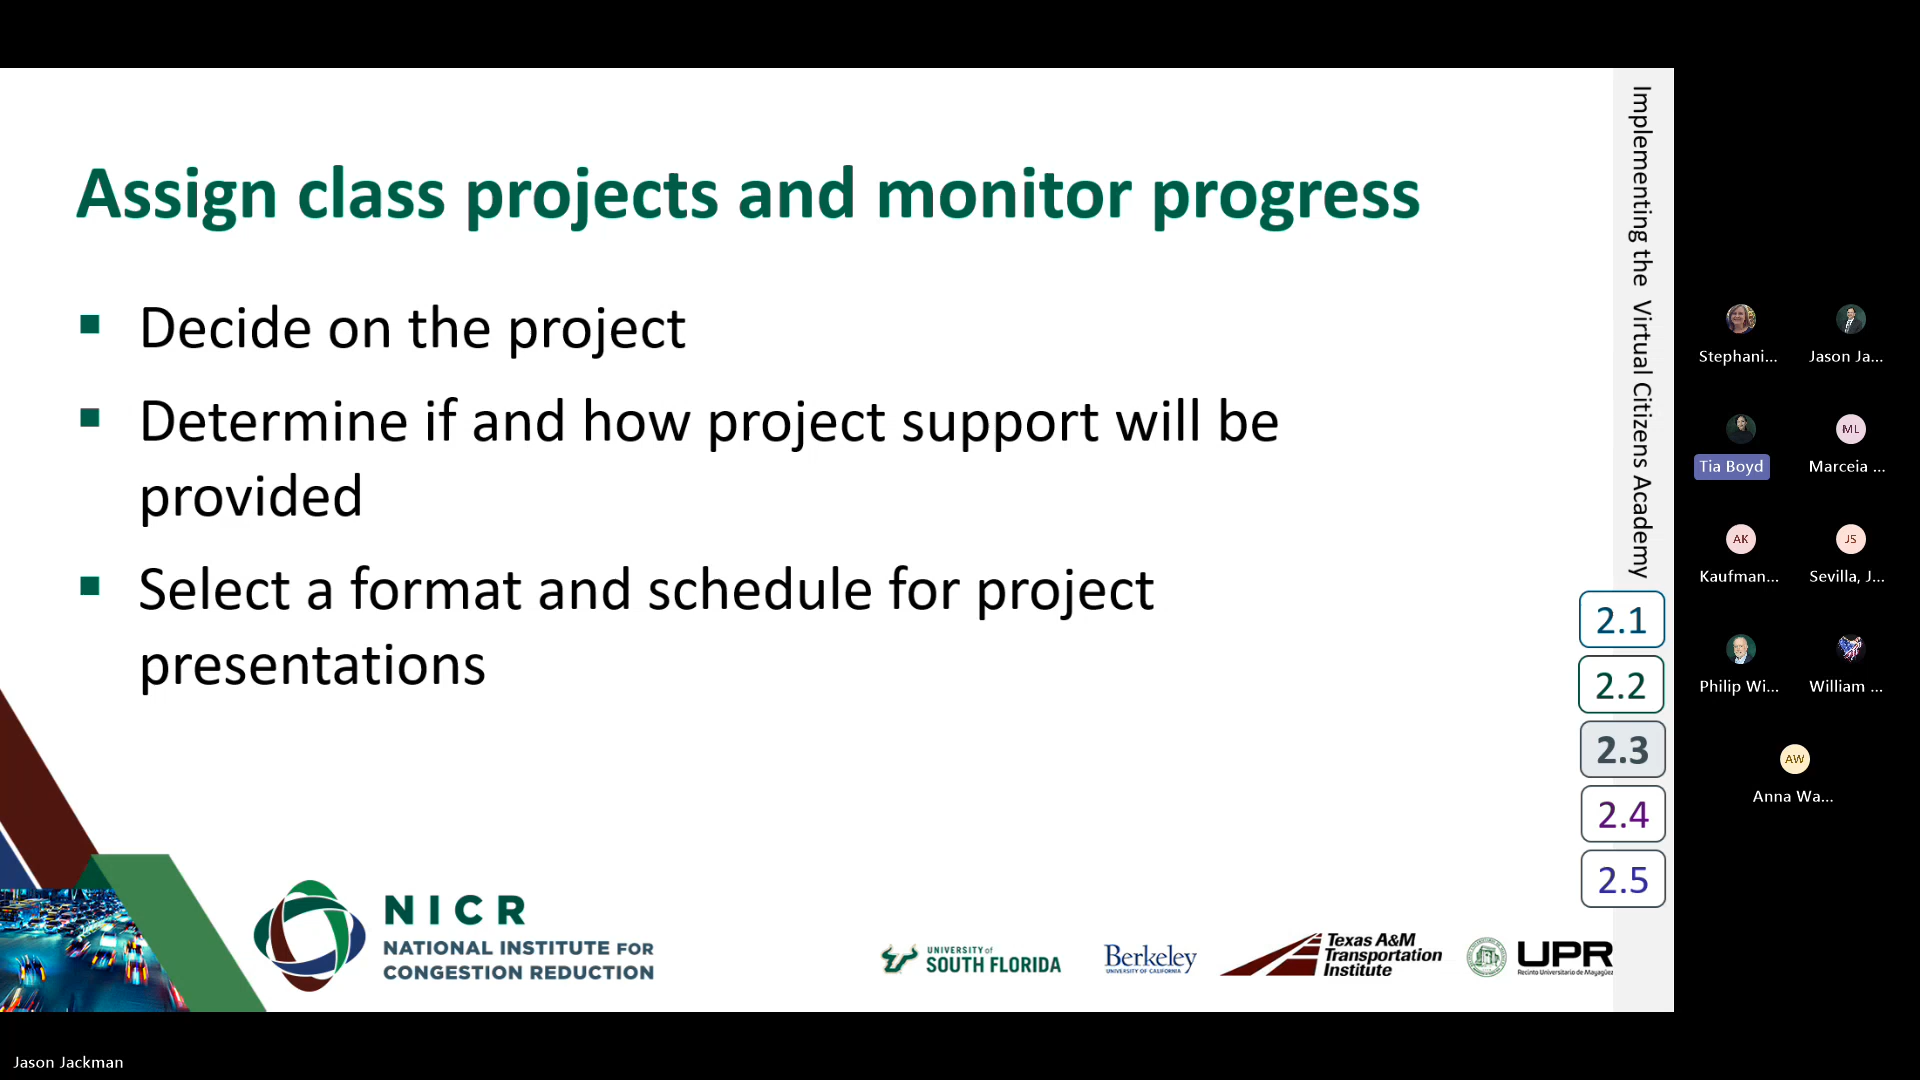 Assign class projects and monitor progress
Decide on the project
Determine if and how project support will be
provided
Select a format and schedule for project
presentations
Implementing the Virtual Citizens Academy
2.1
2.2
2.3
2.4
2.5
NICR
NATIONAL INSTITUTE FOR
CONGESTION REDUCTION
UNIVERSITY of
SOUTH FLORIDA
Berkeley
UNIVERSITY OF CALIFORNIA
Texas A&M
Transportation
Institute
UPR
Recinto Universitario de Mayagüez
Stephani...
Jason Ja...
Tia Boyd
ML
Marceia ...
AK
Kaufman...
JS
Sevilla, J...
Philip Wi...
William ...
AW
Anna Wa...
Jason Jackman